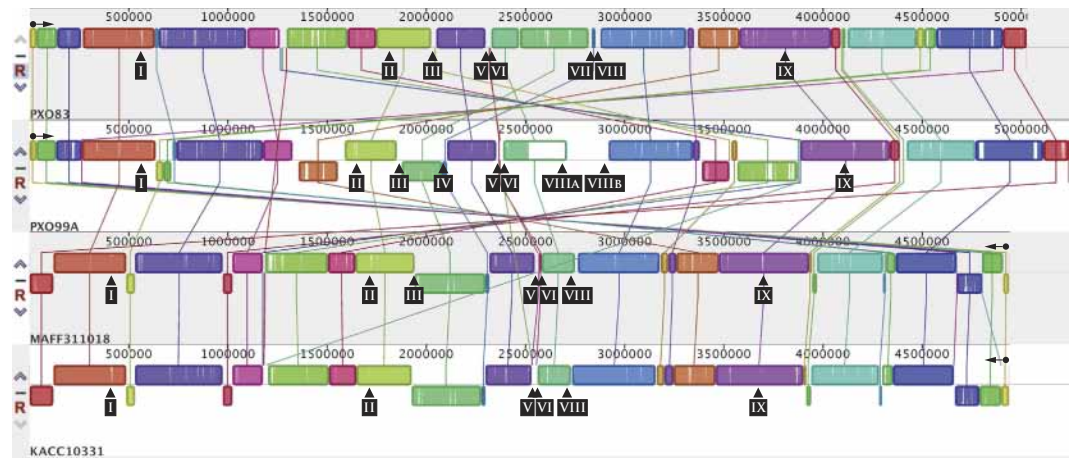 500000 1000000 1500000 2000000 2500000 3000000 3500000 4000000 4500000 5000
R I II III V VI VII VIII IX
PXO83
500000 1000000 1500000 2000000 2500000 3000000 3500000 4000000 4500000 5000000
R I II III IV V VI VIIIA VIIIB IX
PXO99A
500000 1000000 1500000 2000000 2500000 3000000 3500000 4000000 4500000
R I II III V VI VIII IX
MAFF311018
500000 1000000 1500000 2000000 2500000 3000000 3500000 4000000 4500000
R I II V VI VIII IX
KACC10331